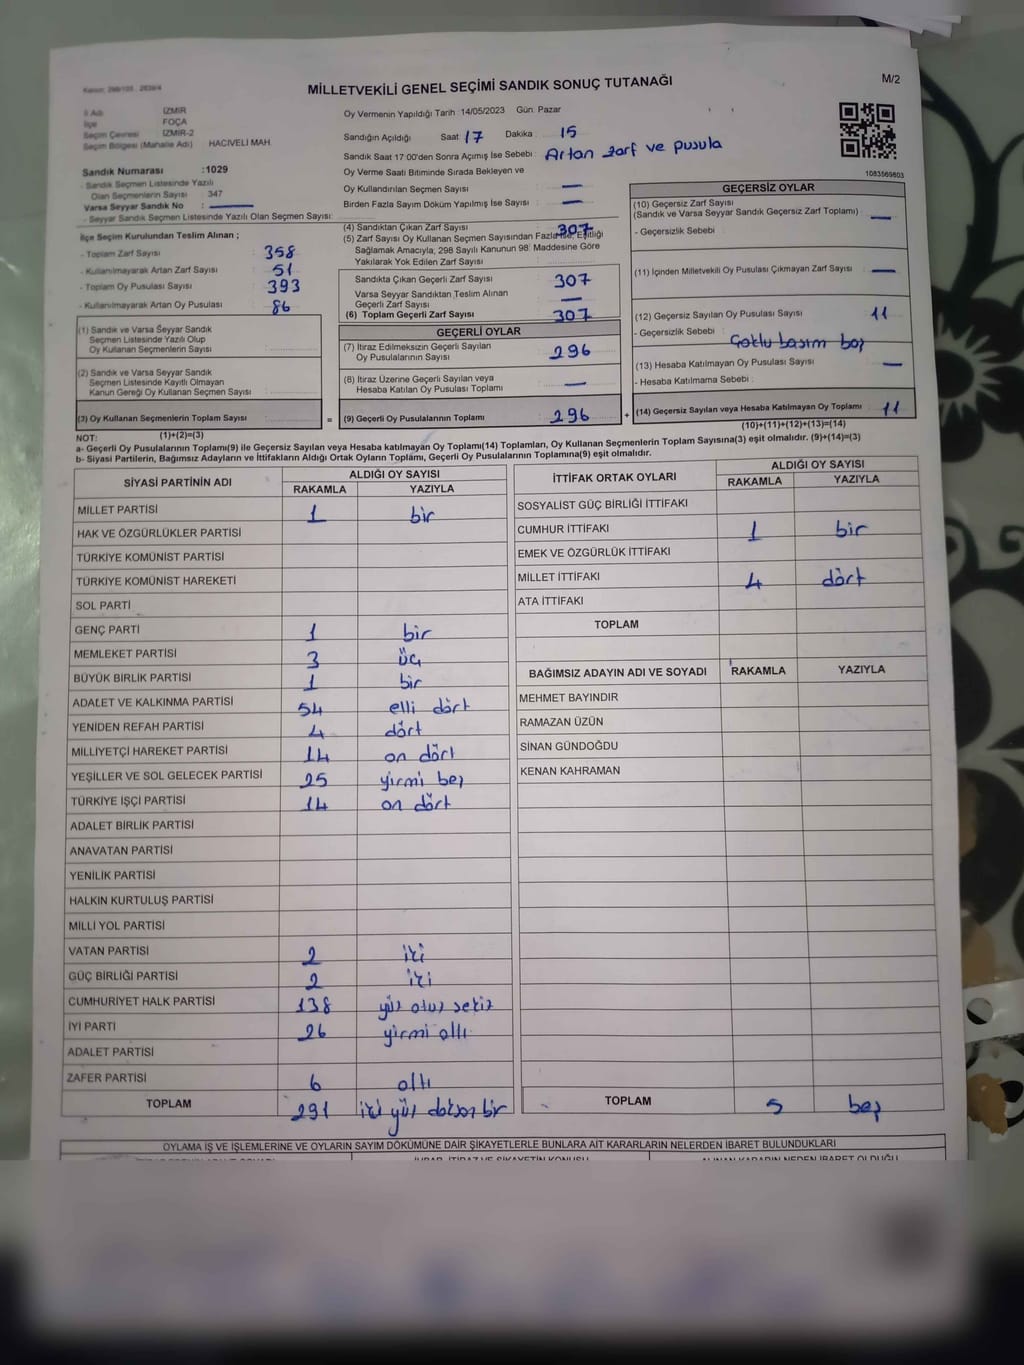 MİLLETVEKİLİ GENEL SEÇİMİ SANDIK SONUÇ TUTANAĞI
M/2
İl Adı İZMİR
İlçe FOÇA
Seçim Çevresi İZMİR-2
Seçim Bölgesi (Mahalle Adı) HACIVELİ MAH.
Oy Vermenin Yapıldığı Tarih : 14/05/2023 Gün: Pazar
Sandığın Açıldığı Saat : 17 Dakika : 15
Sandık Saat 17:00'den Sonra Açımış İse Sebebi : Artan zarf ve pusula
Oy Verme Saati Bitiminde Sırada Bekleyen ve
Oy Kullandırılan Seçmen Sayısı : —
Birden Fazla Sayım Döküm Yapılmış İse Sayısı : —
1083569803
Sandık Numarası :1029
- Sandık Seçmen Listesinde Yazılı
Olan Seçmenlerin Sayısı : 347
Varsa Seyyar Sandık No : —
- Seyyar Sandık Seçmen Listesinde Yazılı Olan Seçmen Sayısı:
İlçe Seçim Kurulundan Teslim Alınan ;
- Toplam Zarf Sayısı : 358
- Kullanılmayarak Artan Zarf Sayısı : 51
- Toplam Oy Pusulası Sayısı : 393
- Kullanılmayarak Artan Oy Pusulası : 86
(1) Sandık ve Varsa Seyyar Sandık
Seçmen Listesinde Yazılı Olup
Oy Kullanan Seçmenlerin Sayısı :
(2) Sandık ve Varsa Seyyar Sandık
Seçmen Listesinde Kayıtlı Olmayan
Kanun Gereği Oy Kullanan Seçmen Sayısı :
(3) Oy Kullanan Seçmenlerin Toplam Sayısı =
(1)+(2)=(3)
(4) Sandıktan Çıkan Zarf Sayısı : 307
(5) Zarf Sayısı Oy Kullanan Seçmen Sayısından Fazla İse, Eşitliği
Sağlamak Amacıyla, 298 Sayılı Kanunun 98' Maddesine Göre
Yakılarak Yok Edilen Zarf Sayısı :
Sandıkta Çıkan Geçerli Zarf Sayısı : 307
Varsa Seyyar Sandıktan Teslim Alınan
Geçerli Zarf Sayısı : —
(6) Toplam Geçerli Zarf Sayısı : 307
GEÇERLİ OYLAR
(7) İtiraz Edilmeksizin Geçerli Sayılan
Oy Pusulalarının Sayısı : 296
(8) İtiraz Üzerine Geçerli Sayılan veya
Hesaba Katılan Oy Pusulası Toplamı : —
(9) Geçerli Oy Pusulalarının Toplamı : 296 +
GEÇERSİZ OYLAR
(10) Geçersiz Zarf Sayısı
(Sandık ve Varsa Seyyar Sandık Geçersiz Zarf Toplamı) : —
- Geçersizlik Sebebi :
(11) İçinden Milletvekili Oy Pusulası Çıkmayan Zarf Sayısı : —
(12) Geçersiz Sayılan Oy Pusulası Sayısı : 11
- Geçersizlik Sebebi : Çoklu basım boş
(13) Hesaba Katılmayan Oy Pusulası Sayısı : —
- Hesaba Katılmama Sebebi :
(14) Geçersiz Sayılan veya Hesaba Katılmayan Oy Toplamı : 11
(10)+(11)+(12)+(13)=(14)
NOT:
a- Geçerli Oy Pusulalarının Toplamı(9) ile Geçersiz Sayılan veya Hesaba katılmayan Oy Toplamı(14) Toplamları, Oy Kullanan Seçmenlerin Toplam Sayısına(3) eşit olmalıdır. (9)+(14)=(3)
b- Siyasi Partilerin, Bağımsız Adayların ve İttifakların Aldığı Ortak Oyların Toplamı, Geçerli Oy Pusulalarının Toplamına(9) eşit olmalıdır.
SİYASİ PARTİNİN ADI ALDIĞI OY SAYISI
RAKAMLA YAZIYLA
MİLLET PARTİSİ 1 bir
HAK VE ÖZGÜRLÜKLER PARTİSİ
TÜRKİYE KOMÜNİST PARTİSİ
TÜRKİYE KOMÜNİST HAREKETİ
SOL PARTİ
GENÇ PARTİ 1 bir
MEMLEKET PARTİSİ 3 üç
BÜYÜK BİRLİK PARTİSİ 1 bir
ADALET VE KALKINMA PARTİSİ 54 elli dört
YENİDEN REFAH PARTİSİ 4 dört
MİLLİYETÇİ HAREKET PARTİSİ 14 on dört
YEŞİLLER VE SOL GELECEK PARTİSİ 25 yirmi beş
TÜRKİYE İŞÇİ PARTİSİ 14 on dört
ADALET BİRLİK PARTİSİ
ANAVATAN PARTİSİ
YENİLİK PARTİSİ
HALKIN KURTULUŞ PARTİSİ
MİLLİ YOL PARTİSİ
VATAN PARTİSİ 2 iki
GÜÇ BİRLİĞİ PARTİSİ 2 iki
CUMHURİYET HALK PARTİSİ 138 yüz otuz sekiz
İYİ PARTİ 26 yirmi altı
ADALET PARTİSİ
ZAFER PARTİSİ 6 altı
TOPLAM 291 iki yüz doksan bir
İTTİFAK ORTAK OYLARI ALDIĞI OY SAYISI
RAKAMLA YAZIYLA
SOSYALİST GÜÇ BİRLİĞİ İTTİFAKI
CUMHUR İTTİFAKI 1 bir
EMEK VE ÖZGÜRLÜK İTTİFAKI
MİLLET İTTİFAKI 4 dört
ATA İTTİFAKI
TOPLAM
BAĞIMSIZ ADAYIN ADI VE SOYADI RAKAMLA YAZIYLA
MEHMET BAYINDIR
RAMAZAN ÜZÜN
SİNAN GÜNDOĞDU
KENAN KAHRAMAN
TOPLAM 5 beş
OYLAMA İŞ VE İŞLEMLERİNE VE OYLARIN SAYIM DÖKÜMÜNE DAİR ŞİKAYETLERLE BUNLARA AİT KARARLARIN NELERDEN İBARET BULUNDUKLARI